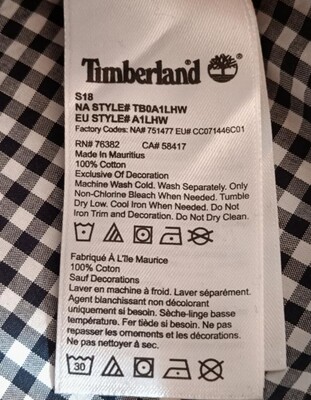 Timberland®
S18
NA STYLE# TB0A1LHW
EU STYLE# A1LHW
Factory Codes: NA# 751477 EU# CC071446C01
RN# 76382 CA# 58417
Made In Mauritius
100% Cotton
Exclusive Of Decoration
Machine Wash Cold. Wash Separately. Only
Non-Chlorine Bleach When Needed. Tumble
Dry Low. Cool Iron When Needed. Do Not
Iron Trim and Decoration. Do Not Dry Clean.
Fabriqué À L'Île Maurice
100% Coton
Sauf Decorations
Laver en machine à froid. Laver séparément.
Agent blanchissant non décolorant
uniquement si besoin. Sèche-linge basse
température. Fer tiède si besoin. Ne pas
repasser les ornements et les décorations.
Ne pas nettoyer à sec.
30